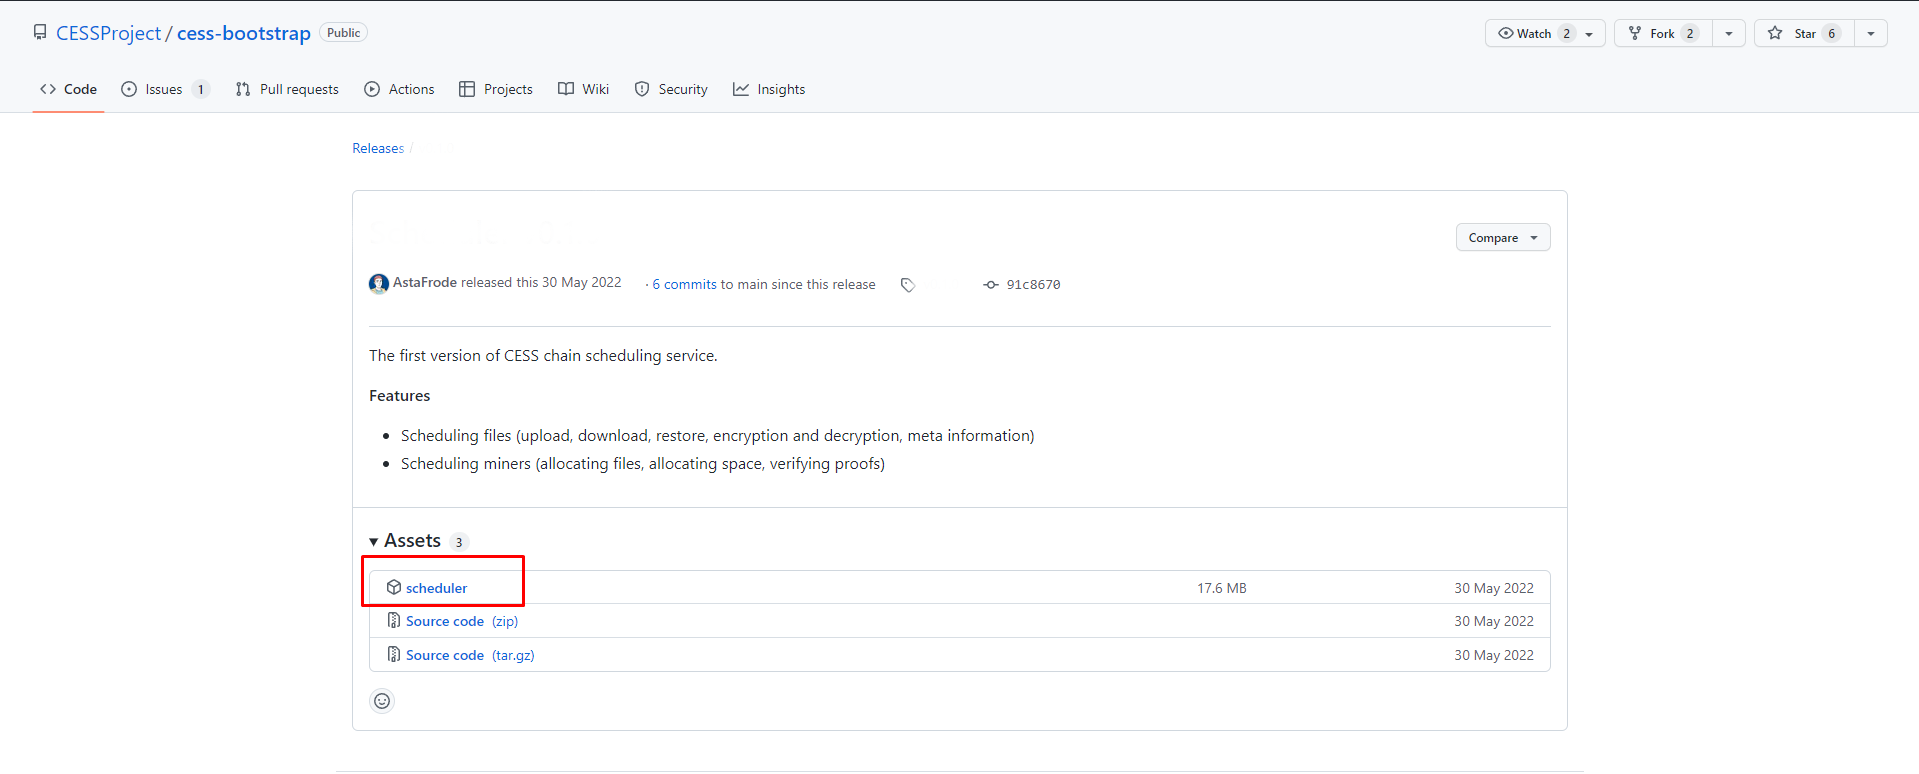 CESSProject / cess-bootstrap Public
Watch 2 Fork 2 Star 6
Code Issues 1 Pull requests Actions Projects Wiki Security Insights
Releases /
Compare
AstaFrode released this 30 May 2022 · 6 commits to main since this release 91c8670
The first version of CESS chain scheduling service.
Features
• Scheduling files (upload, download, restore, encryption and decryption, meta information)
• Scheduling miners (allocating files, allocating space, verifying proofs)
Assets 3
scheduler 17.6 MB 30 May 2022
Source code (zip) 30 May 2022
Source code (tar.gz) 30 May 2022